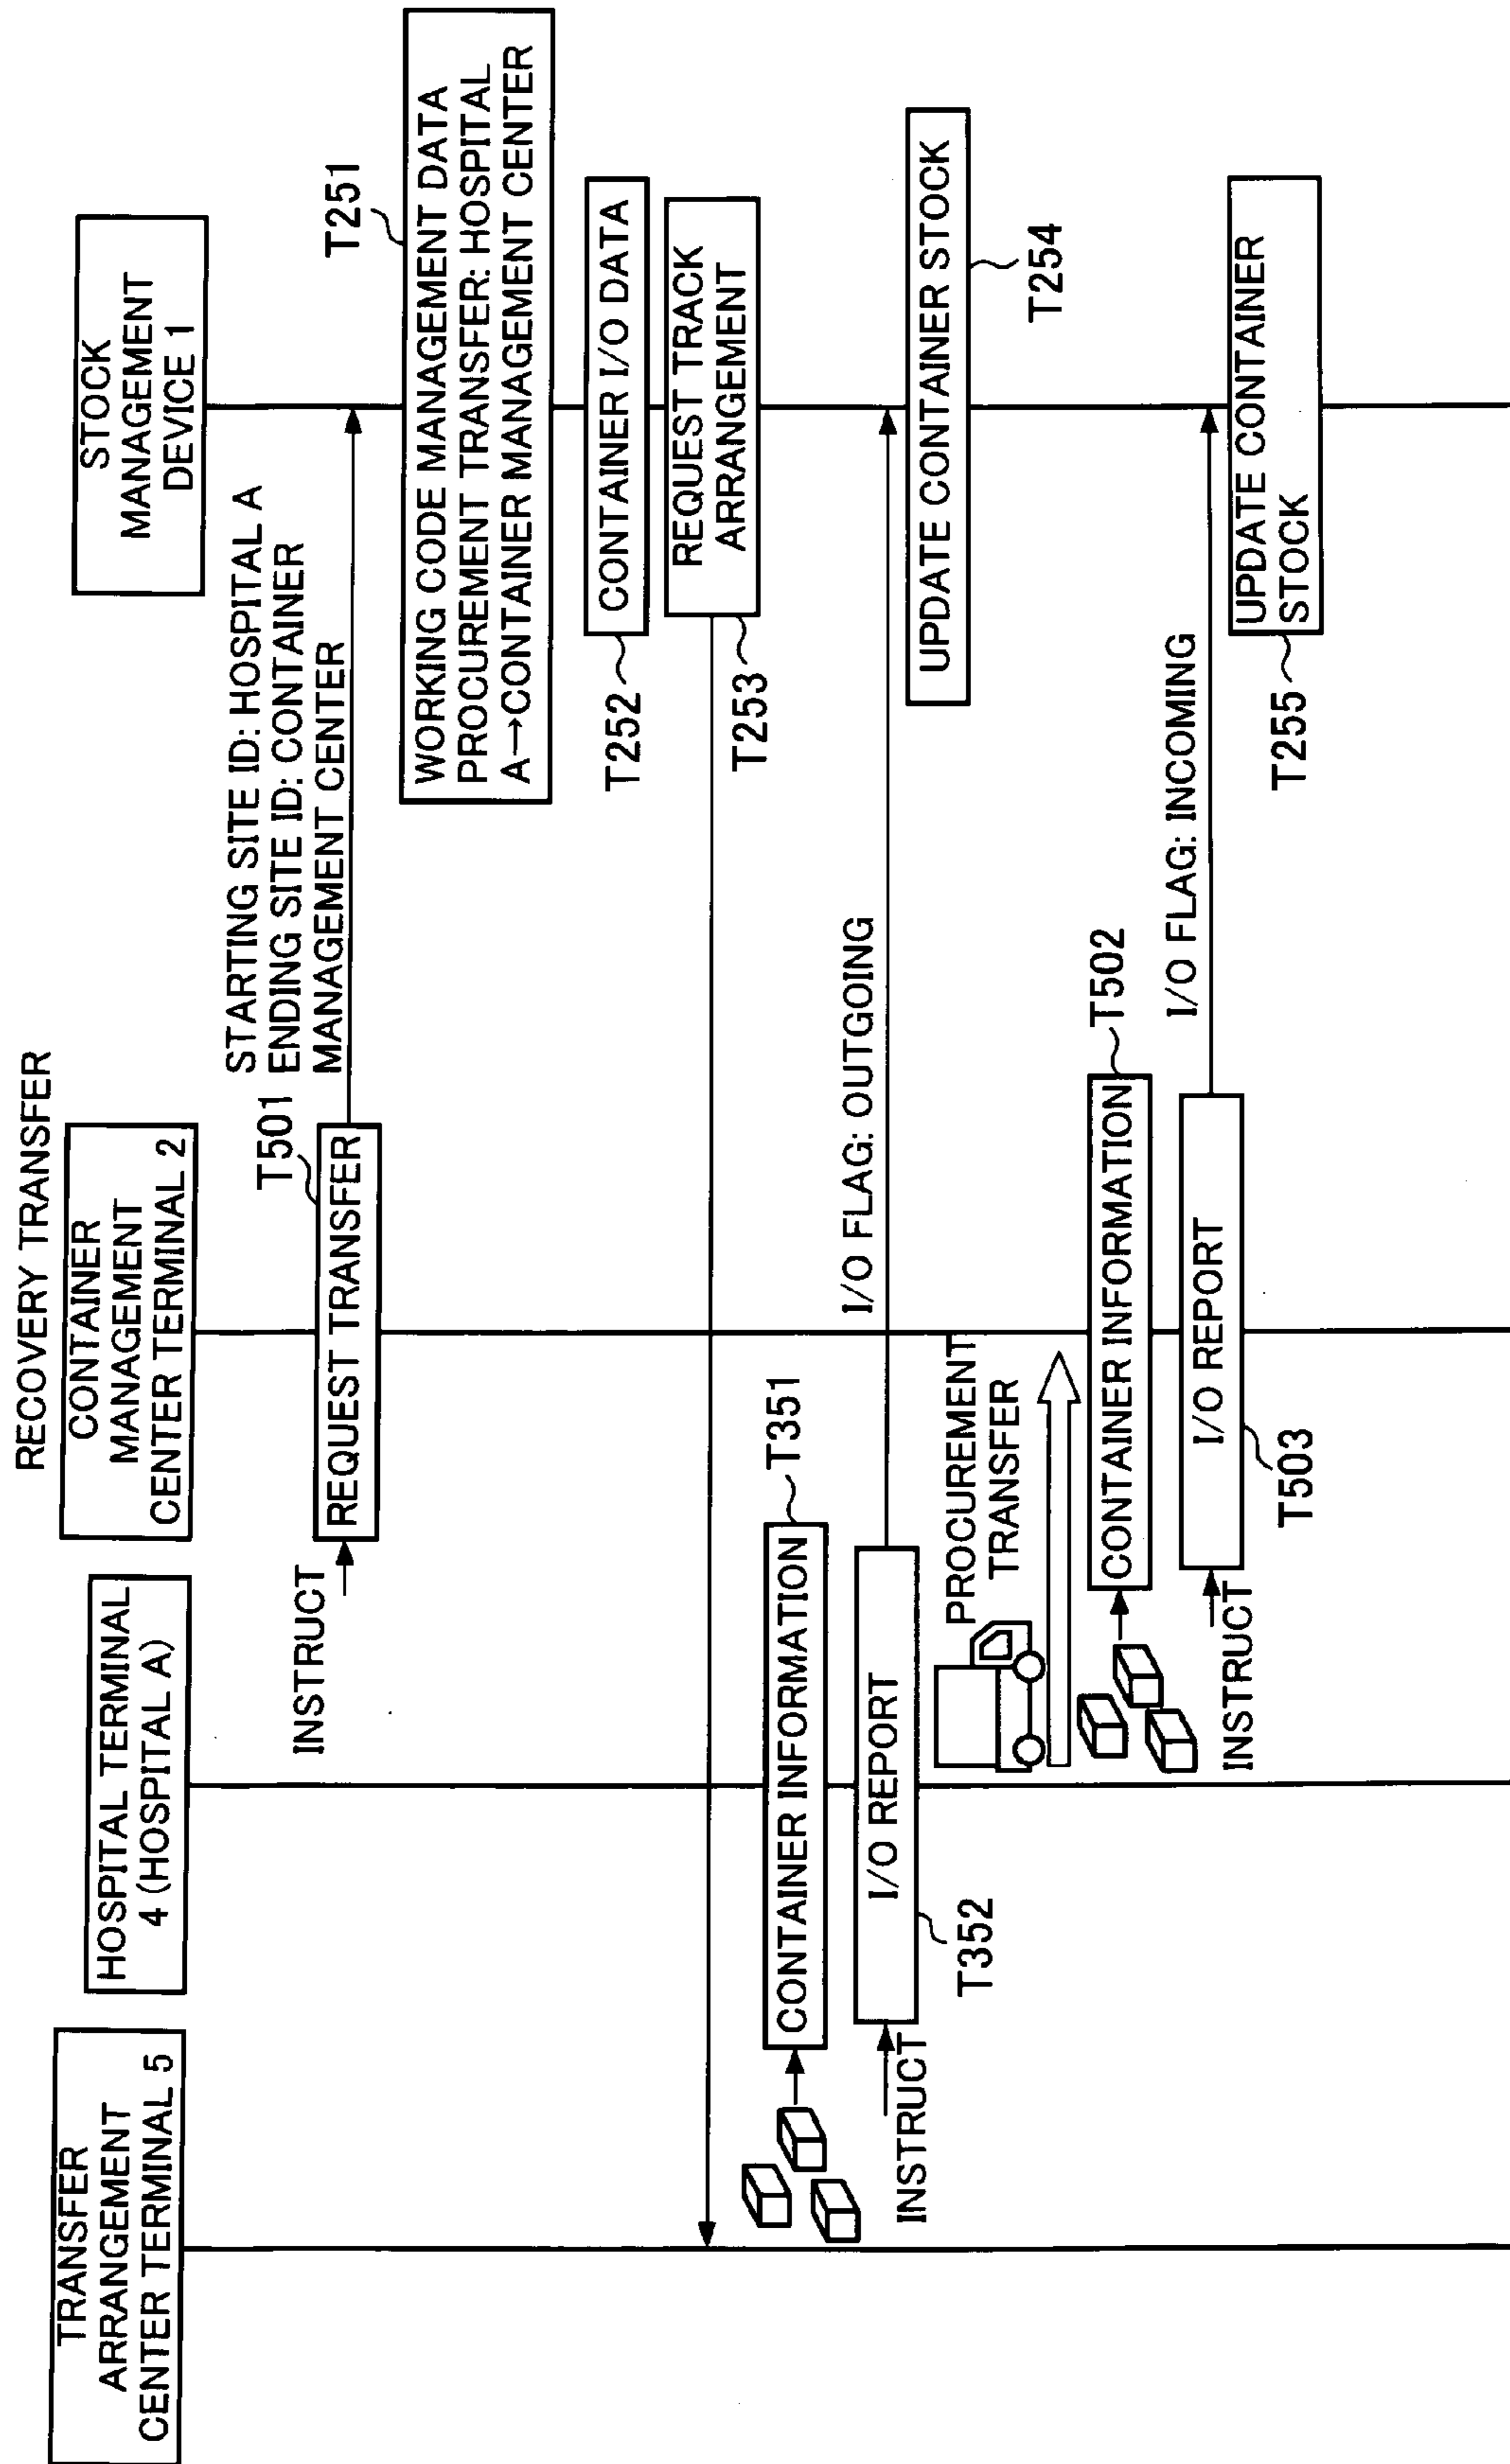 RECOVERY TRANSFER
TRANSFER
ARRANGEMENT
CENTER TERMINAL 5
HOSPITAL TERMINAL
4 (HOSPITAL A)
CONTAINER
MANAGEMENT
CENTER TERMINAL 2
STOCK
MANAGEMENT
DEVICE 1
INSTRUCT
T501
REQUEST TRANSFER
STARTING SITE ID: HOSPITAL A
ENDING SITE ID: CONTAINER
MANAGEMENT CENTER
T251
WORKING CODE MANAGEMENT DATA
PROCUREMENT TRANSFER: HOSPITAL
A→CONTAINER MANAGEMENT CENTER
CONTAINER I/O DATA
T252
REQUEST TRACK
ARRANGEMENT
T253
CONTAINER INFORMATION
T351
INSTRUCT
I/O REPORT
T352
I/O FLAG: OUTGOING
UPDATE CONTAINER STOCK
T254
PROCUREMENT
TRANSFER
CONTAINER INFORMATION
T502
INSTRUCT
I/O REPORT
T503
I/O FLAG: INCOMING
UPDATE CONTAINER
STOCK
T255